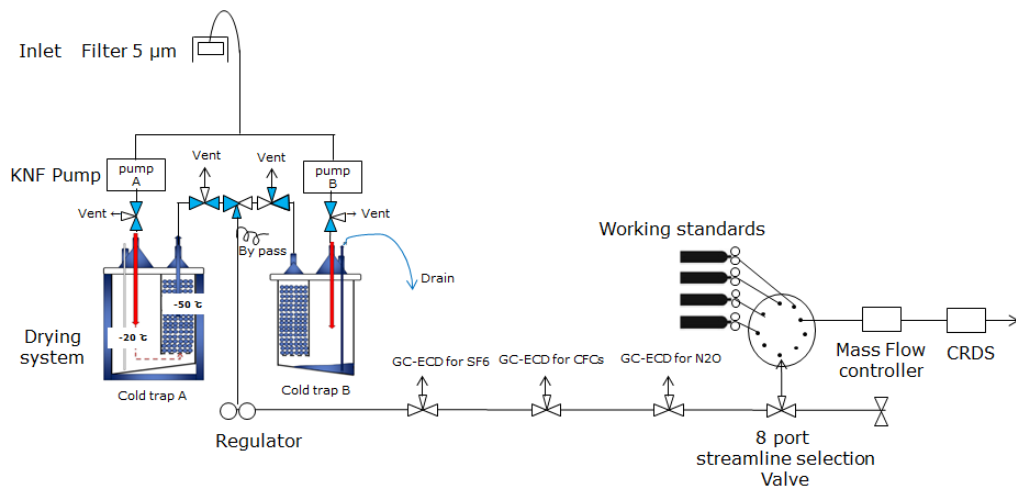 Inlet Filter 5 μm
KNF Pump
pump
A
Vent
Vent
pump
B
Vent
Vent
By pass
Drain
-50 ℃
-20 ℃
Drying
system
Cold trap A
Cold trap B
Working standards
GC-ECD for SF6
GC-ECD for CFCs
GC-ECD for N2O
Mass Flow
controller
CRDS
Regulator
8 port
streamline selection
Valve